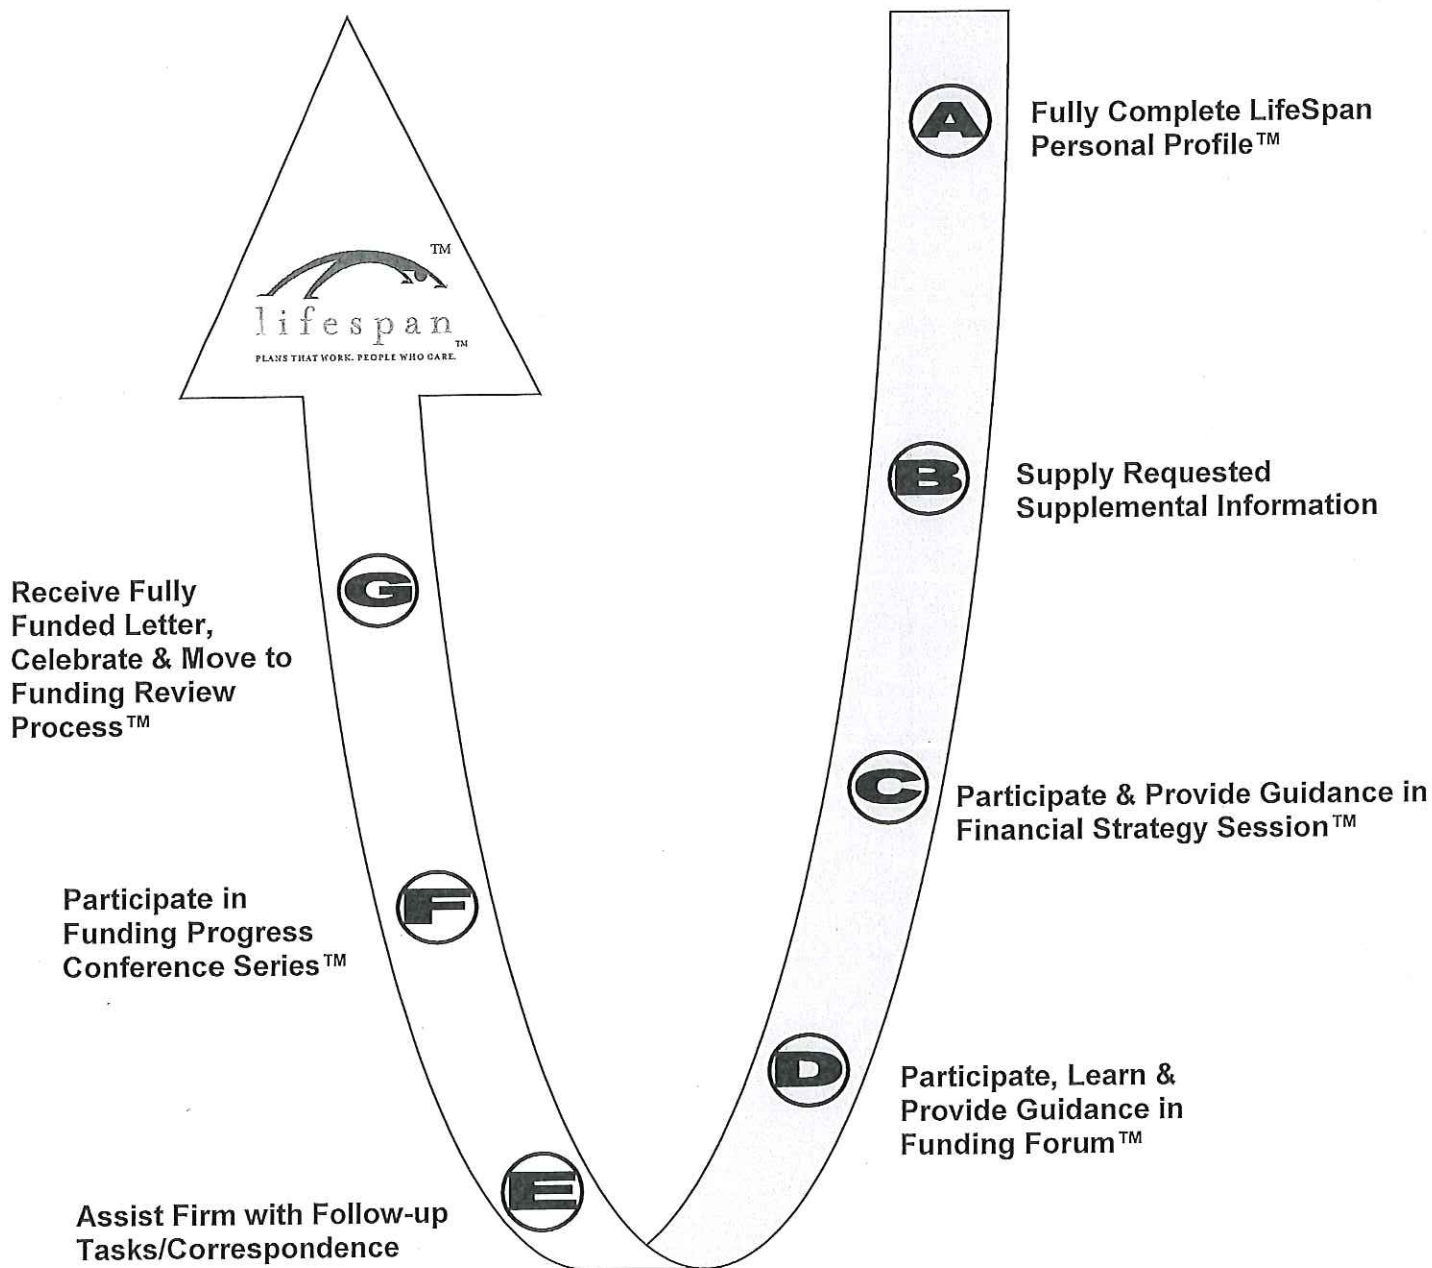 A
Fully Complete LifeSpan
Personal Profile™
B
Supply Requested
Supplemental Information
C
Participate & Provide Guidance in
Financial Strategy Session™
D
Participate, Learn &
Provide Guidance in
Funding Forum™
E
Assist Firm with Follow-up
Tasks/Correspondence
F
Participate in
Funding Progress
Conference Series™
G
Receive Fully
Funded Letter,
Celebrate & Move to
Funding Review
Process™
TM
lifespan™
PLANS THAT WORK. PEOPLE WHO CARE.